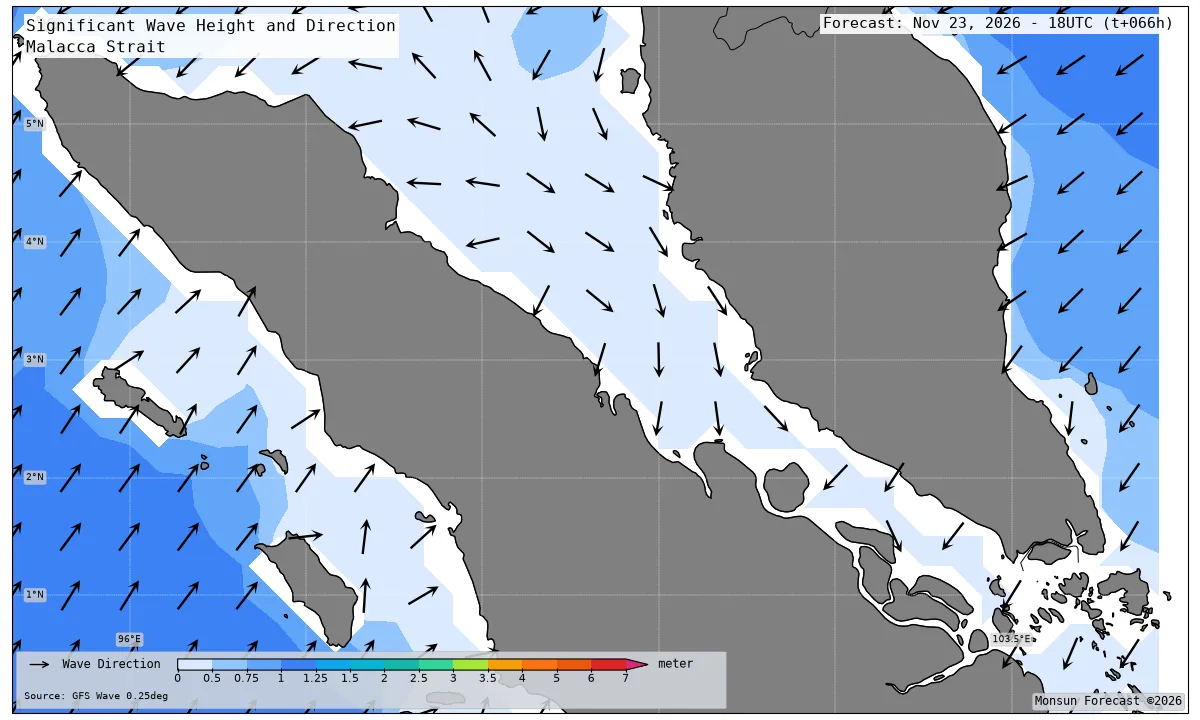 Significant Wave Height and Direction
Malacca Strait
Forecast: Nov 23, 2026 - 18UTC (t+066h)
5°N
4°N
3°N
2°N
1°N
96°E
103.5°E
Wave Direction
meter
0 0.5 0.75 1 1.25 1.5 2 2.5 3 3.5 4 5 6 7
Source: GFS Wave 0.25deg
Monsun Forecast ©2026